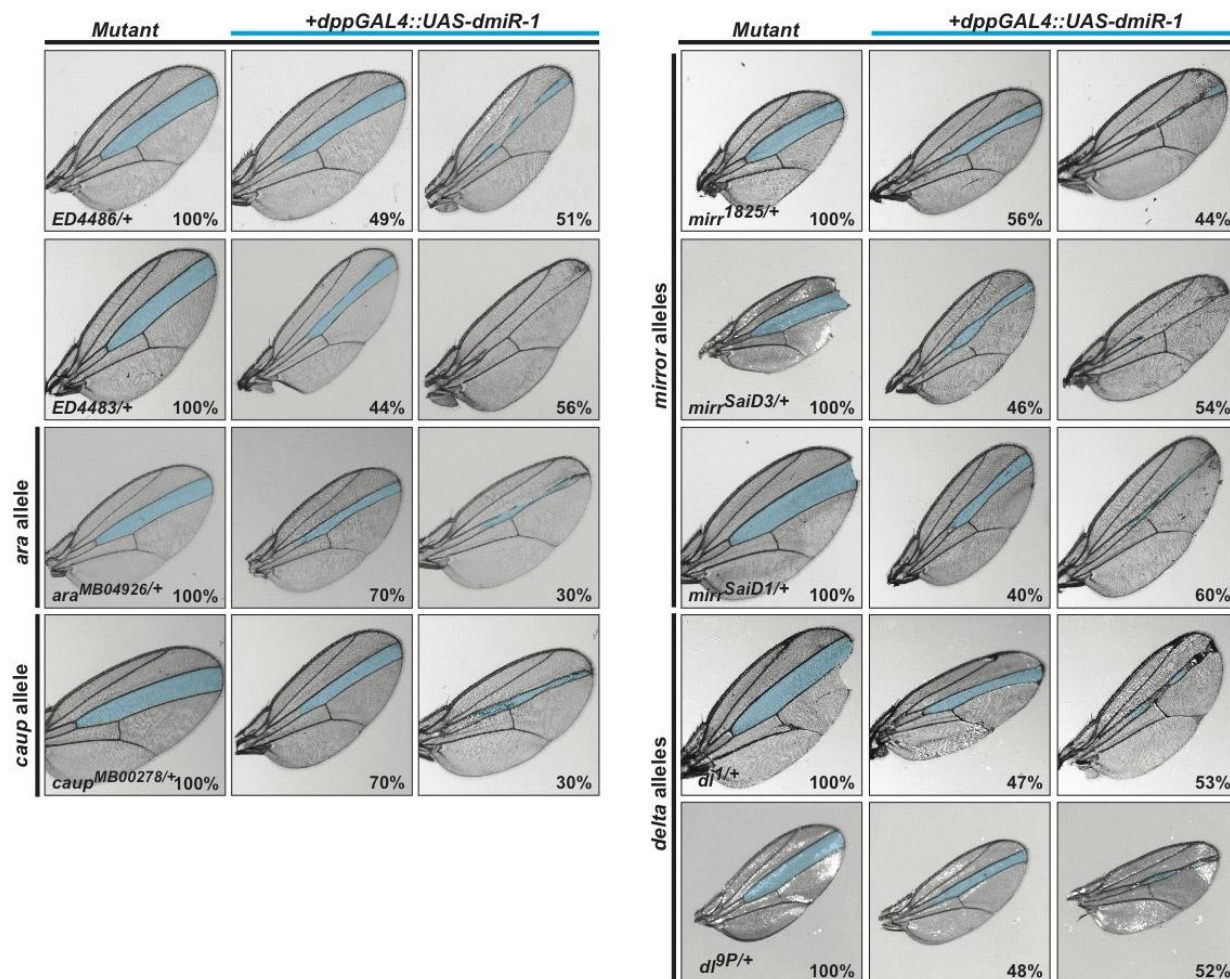 Mutant +dppGAL4::UAS-dmiR-1
ED4486/+ 100% 49% 51%
ED4483/+ 100% 44% 56%
ara allele
ara^MB04926/+ 100% 70% 30%
caup allele
caup^MB00278/+ 100% 70% 30%
Mutant +dppGAL4::UAS-dmiR-1
mirror alleles
mirr^1825/+ 100% 56% 44%
mirr^SaiD3/+ 100% 46% 54%
mirr^SaiD1/+ 100% 40% 60%
delta alleles
dl^1/+ 100% 47% 53%
dl^9P/+ 100% 48% 52%